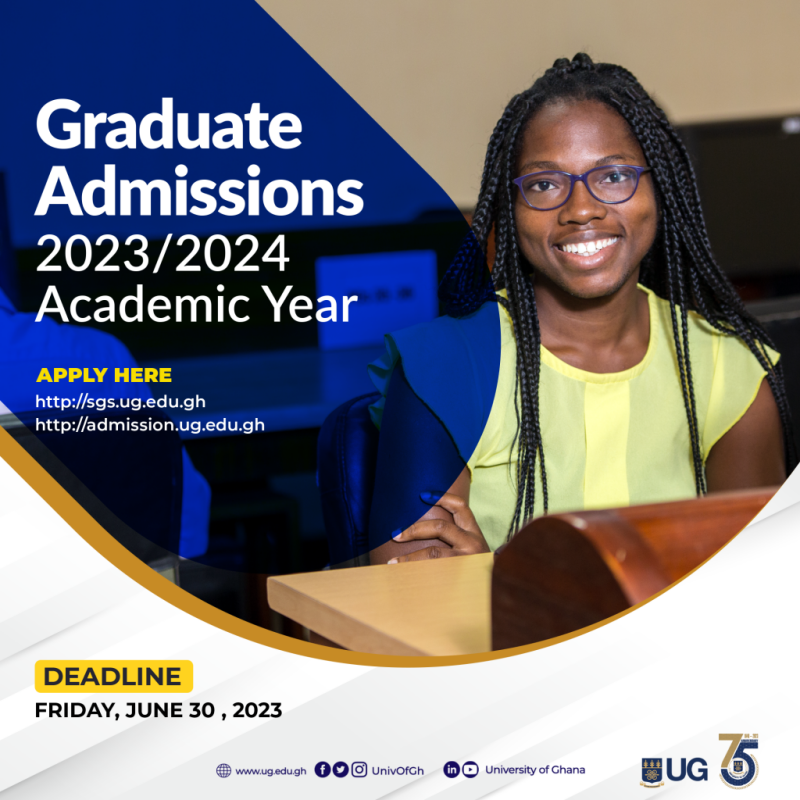 Graduate
Admissions
2023/2024
Academic Year
APPLY HERE
http://sgs.ug.edu.gh
http://admission.ug.edu.gh
DEADLINE
FRIDAY, JUNE 30 , 2023
www.ug.edu.gh UnivOfGh University of Ghana
UG 75